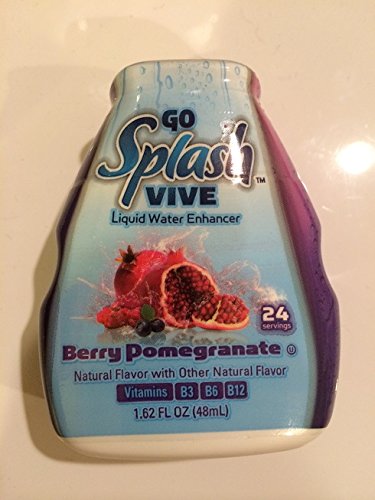 GO
Splash™
VIVE
Liquid Water Enhancer
24
servings
Berry Pomegranate Ⓤ
Natural Flavor with Other Natural Flavor
Vitamins B3 B6 B12
1.62 FL OZ (48mL)